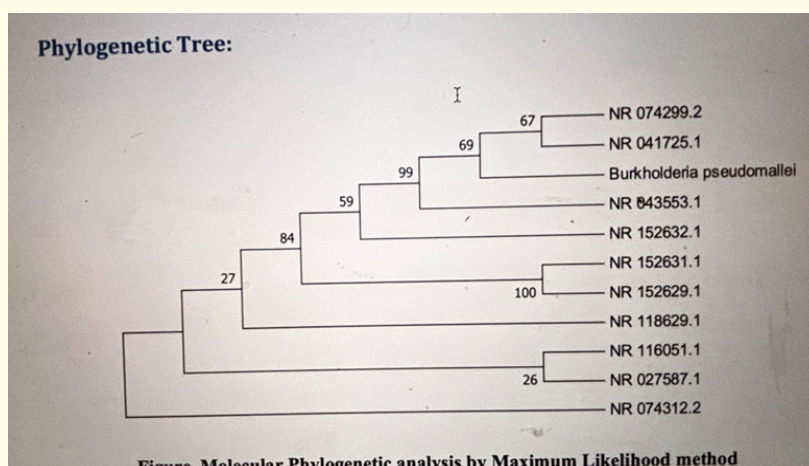 Phylogenetic Tree:
67
NR 074299.2
NR 041725.1
69
Burkholderia pseudomallei
99
NR 043553.1
59
NR 152632.1
84
NR 152631.1
100
NR 152629.1
27
NR 118629.1
NR 116051.1
26
NR 027587.1
NR 074312.2
Figure. Molecular Phylogenetic analysis by Maximum Likelihood method